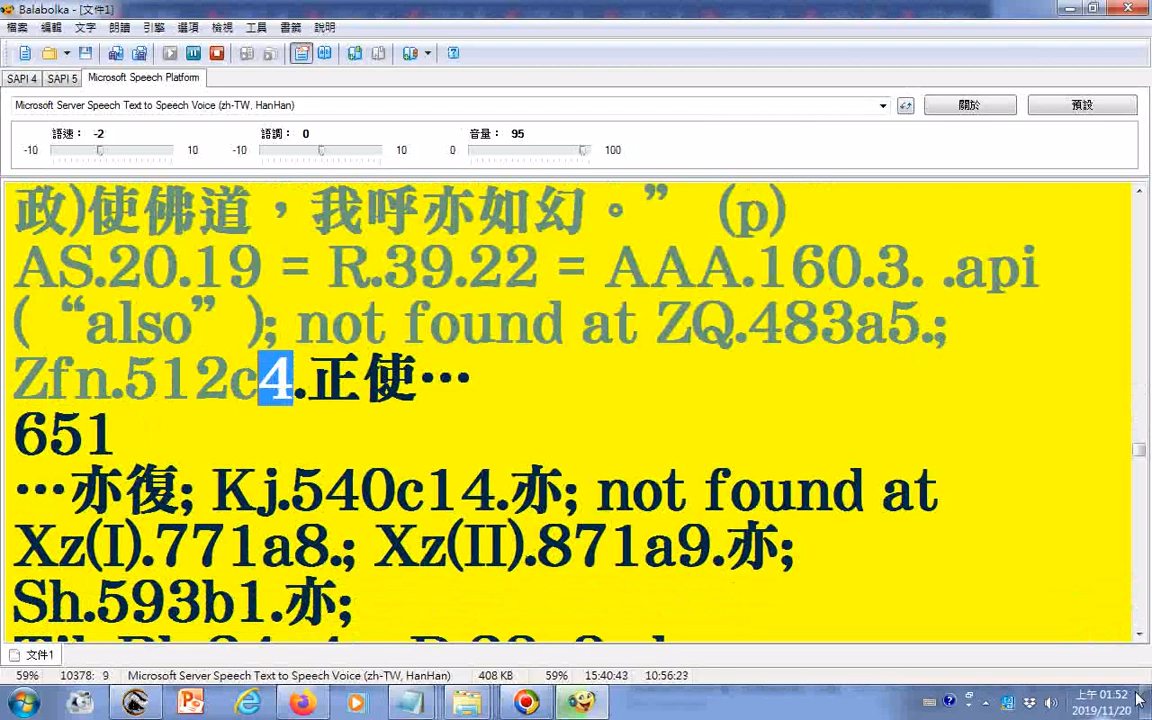 Balabolka - [文件1]
檔案 編輯 文字 朗讀 引擎 選項 檢視 工具 書籤 說明
SAPI 4 SAPI 5 Microsoft Speech Platform
Microsoft Server Speech Text to Speech Voice (zh-TW, HanHan) 關於 預設
語速： -2 語調： 0 音量： 95
-10 10 -10 10 0 100
政)使佛道，我呼亦如幻。” (p)
AS.20.19 = R.39.22 = AAA.160.3. .api
(“also”); not found at ZQ.483a5.;
Zfn.512c4.正使…
651
…亦復; Kj.540c14.亦; not found at
Xz(I).771a8.; Xz(II).871a9.亦;
Sh.593b1.亦;
文件1
59% 10378: 9 Microsoft Server Speech Text to Speech Voice (zh-TW, HanHan) 408 KB 59% 15:40:43 10:56:23
上午 01:52
2019/11/20